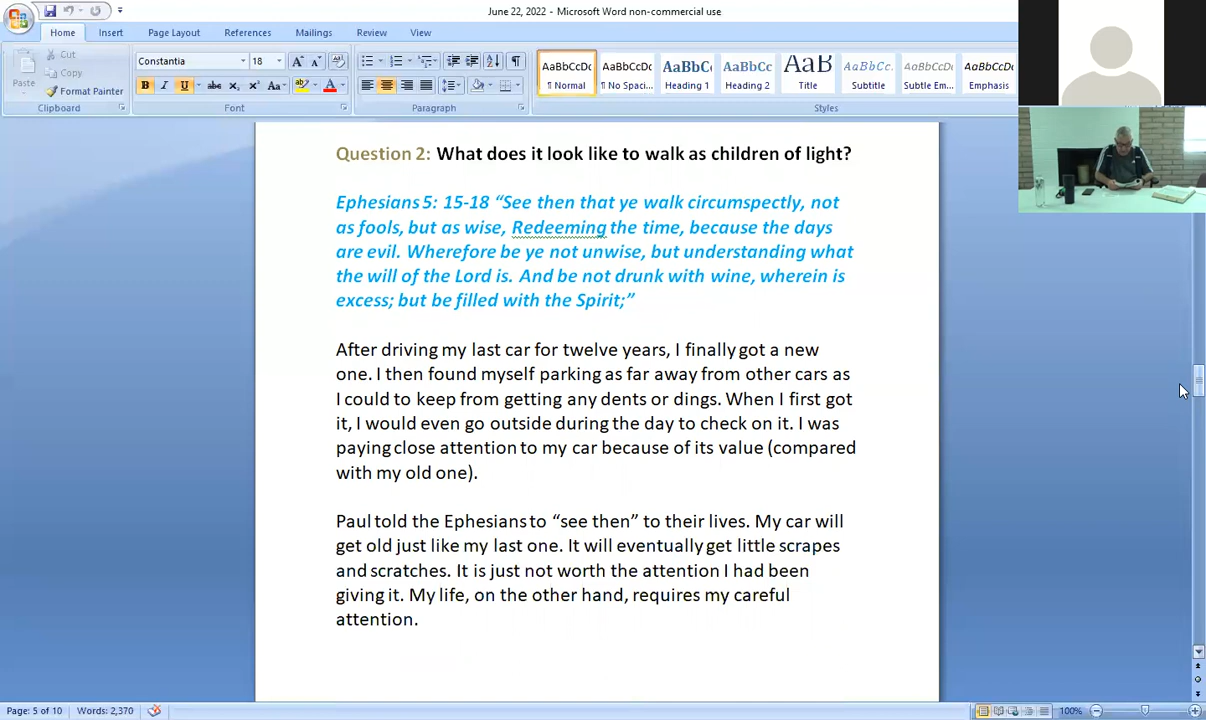 June 22, 2022 - Microsoft Word non-commercial use
Home Insert Page Layout References Mailings Review View
Paste
Cut
Copy
Format Painter
Clipboard
Constantia 18
B I U abc x₂ x² Aa
Font
Paragraph
AaBbCcDc AaBbCcDc AaBbC AaBbCc AaB AaBbCc. AaBbCcDc AaBbCcDc
¶ Normal ¶ No Spaci... Heading 1 Heading 2 Title Subtitle Subtle Em... Emphasis
Styles
Question 2: What does it look like to walk as children of light?
Ephesians 5: 15-18 “See then that ye walk circumspectly, not
as fools, but as wise, Redeeming the time, because the days
are evil. Wherefore be ye not unwise, but understanding what
the will of the Lord is. And be not drunk with wine, wherein is
excess; but be filled with the Spirit;”
After driving my last car for twelve years, I finally got a new
one. I then found myself parking as far away from other cars as
I could to keep from getting any dents or dings. When I first got
it, I would even go outside during the day to check on it. I was
paying close attention to my car because of its value (compared
with my old one).
Paul told the Ephesians to “see then” to their lives. My car will
get old just like my last one. It will eventually get little scrapes
and scratches. It is just not worth the attention I had been
giving it. My life, on the other hand, requires my careful
attention.
Page: 5 of 10 Words: 2,370 100%